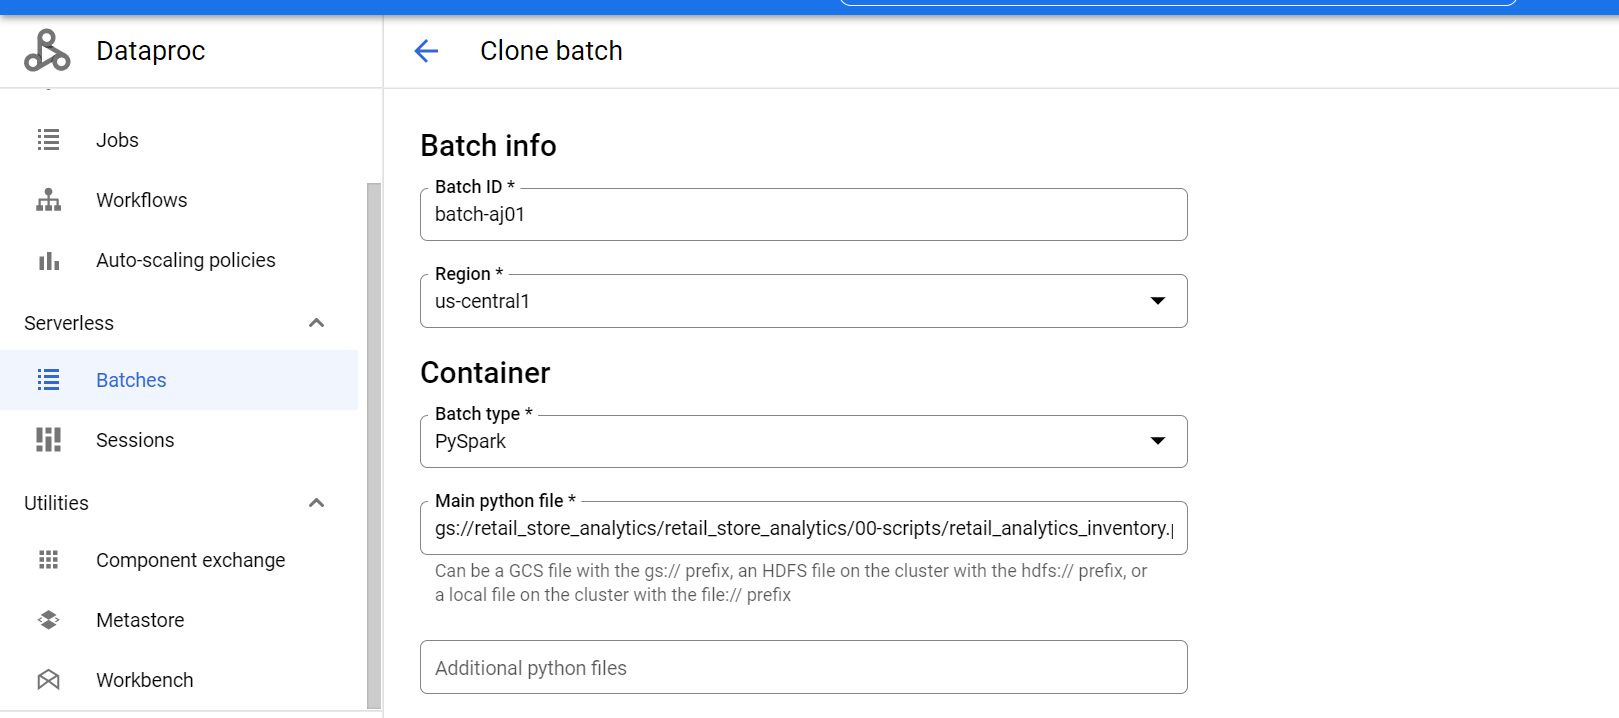 Dataproc
Clone batch
Jobs
Workflows
Auto-scaling policies
Serverless
Batches
Sessions
Utilities
Component exchange
Metastore
Workbench
Batch info
Batch ID *
batch-aj01
Region *
us-central1
Container
Batch type *
PySpark
Main python file *
gs://retail_store_analytics/retail_store_analytics/00-scripts/retail_analytics_inventory.p
Can be a GCS file with the gs:// prefix, an HDFS file on the cluster with the hdfs:// prefix, or
a local file on the cluster with the file:// prefix
Additional python files